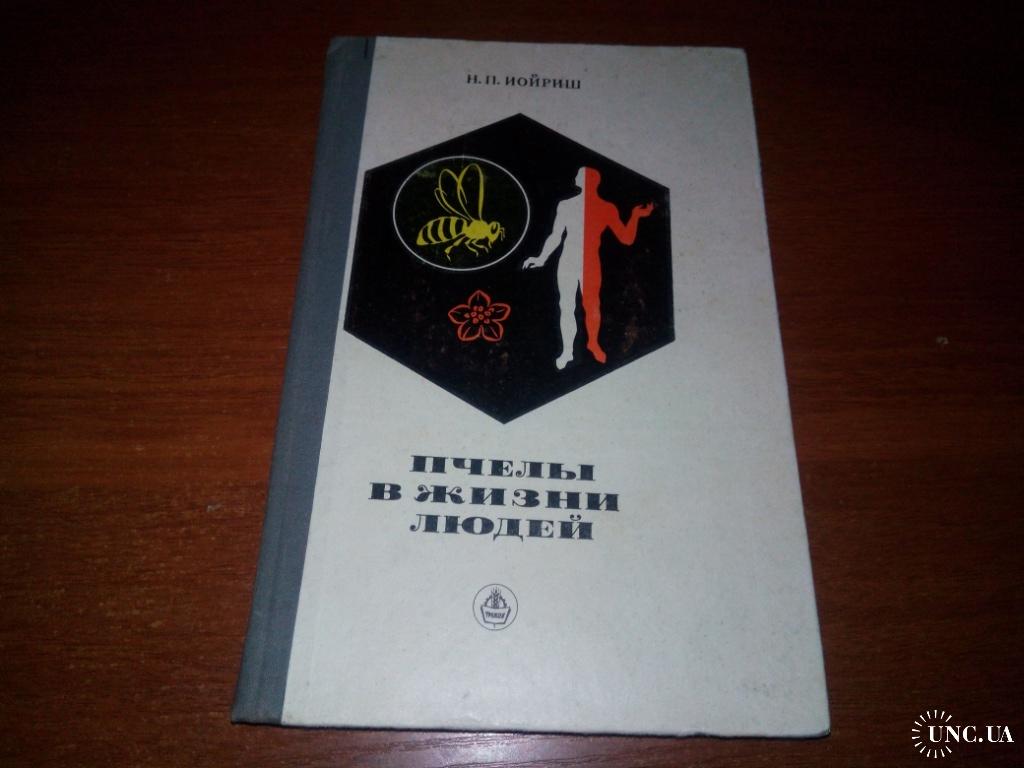 Н. П. ИОЙРИШ
ПЧЕЛЫ
В ЖИЗНИ
ЛЮДЕЙ
UNC.UA